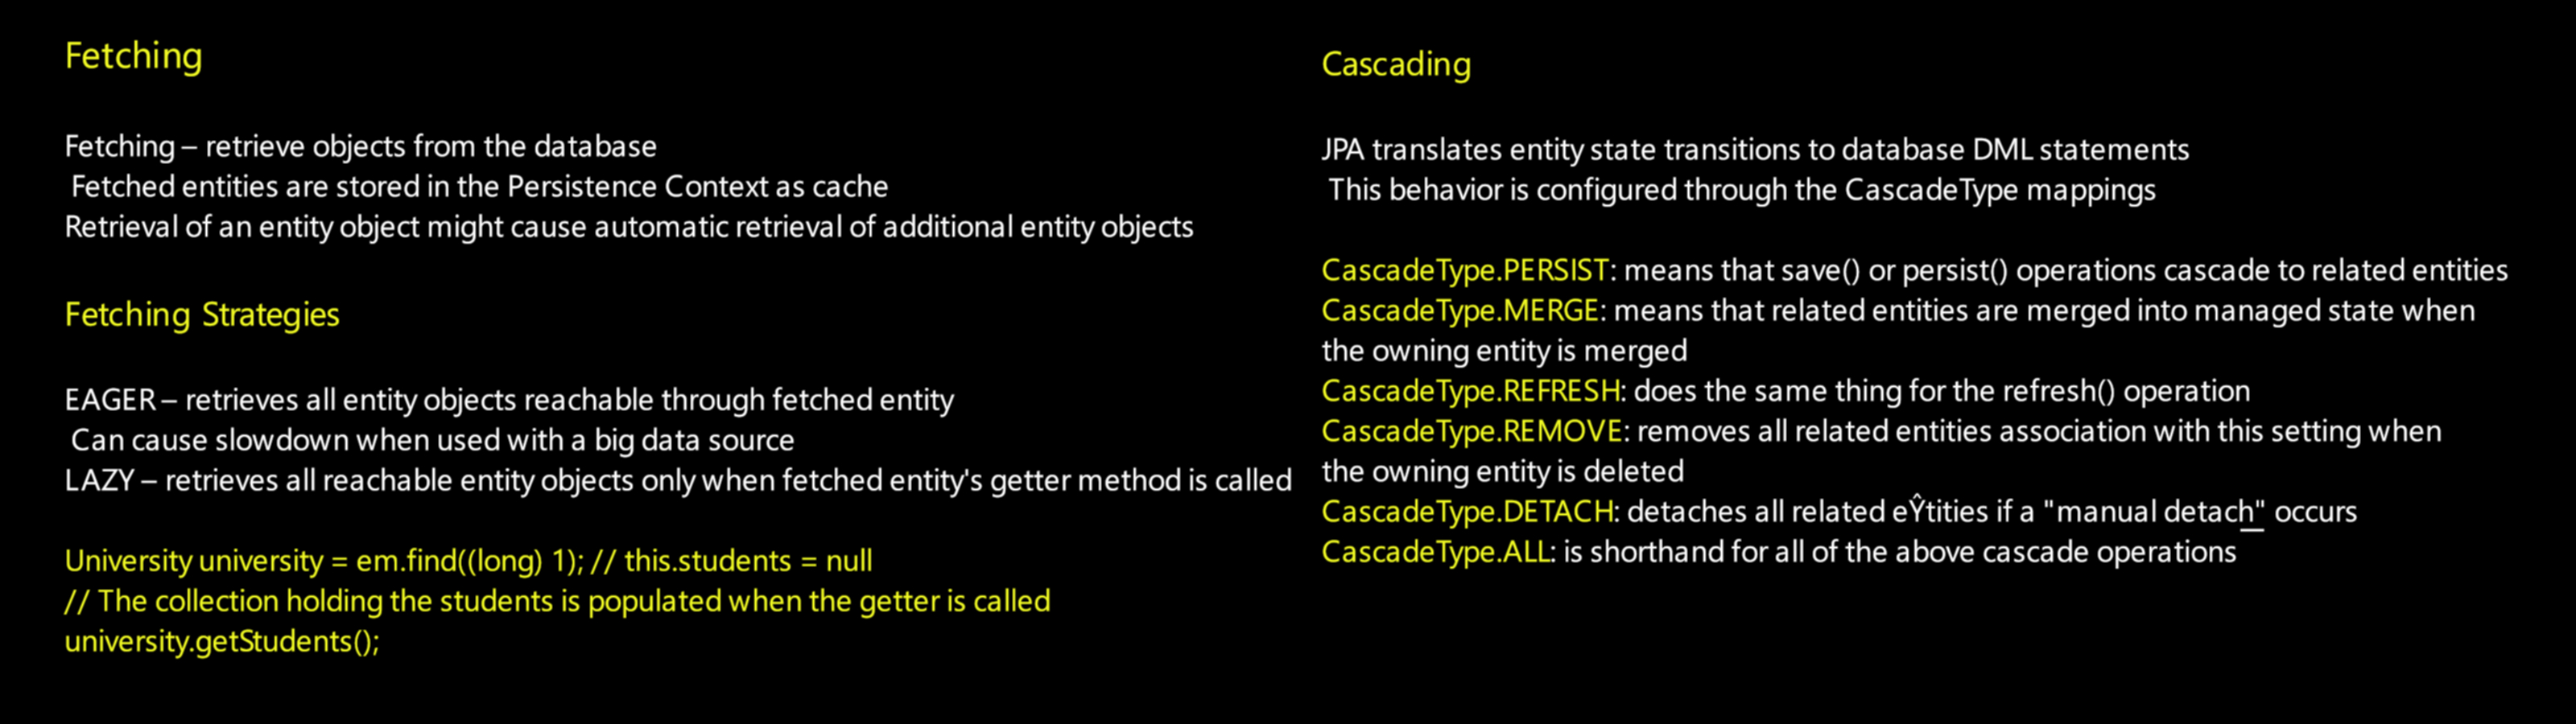 Fetching
Fetching – retrieve objects from the database
Fetched entities are stored in the Persistence Context as cache
Retrieval of an entity object might cause automatic retrieval of additional entity objects
Fetching Strategies
EAGER – retrieves all entity objects reachable through fetched entity
Can cause slowdown when used with a big data source
LAZY – retrieves all reachable entity objects only when fetched entity's getter method is called
University university = em.find((long) 1); // this.students = null
// The collection holding the students is populated when the getter is called
university.getStudents();
Cascading
JPA translates entity state transitions to database DML statements
This behavior is configured through the CascadeType mappings
CascadeType.PERSIST: means that save() or persist() operations cascade to related entities
CascadeType.MERGE: means that related entities are merged into managed state when
the owning entity is merged
CascadeType.REFRESH: does the same thing for the refresh() operation
CascadeType.REMOVE: removes all related entities association with this setting when
the owning entity is deleted
CascadeType.DETACH: detaches all related eŶtities if a "manual detach" occurs
CascadeType.ALL: is shorthand for all of the above cascade operations